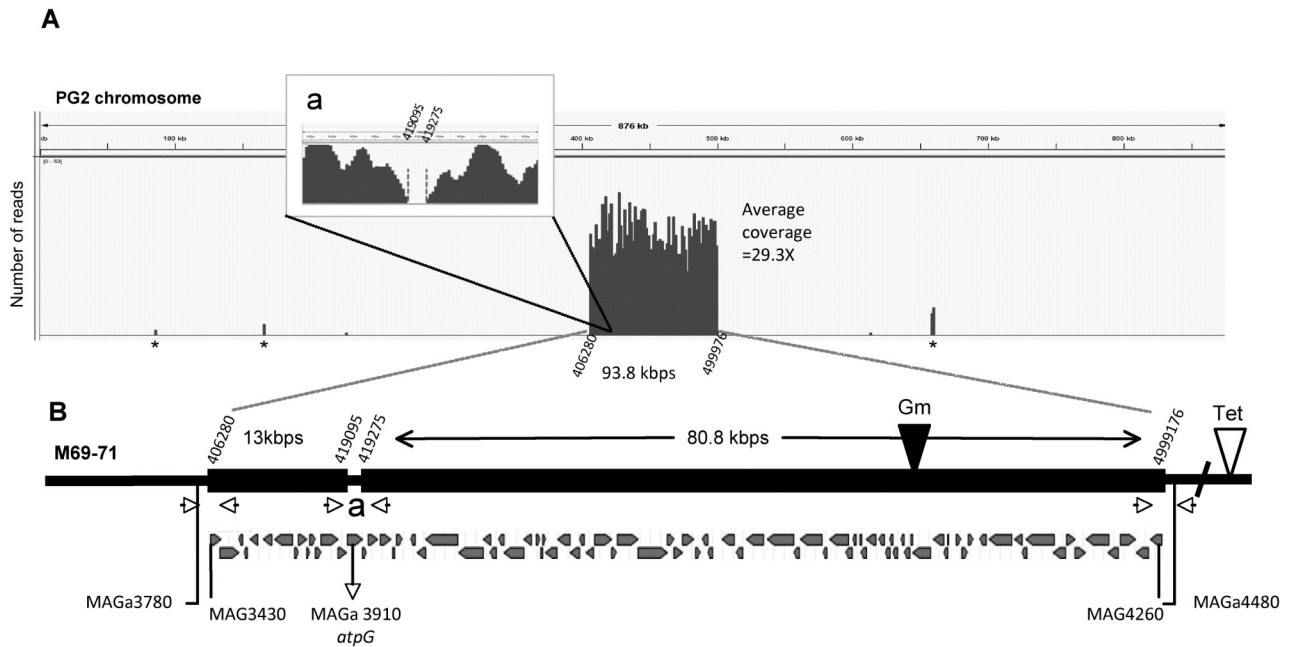 A
PG2 chromosome
a
419095
419275
876 kb
100 kb
400 kb
500 kb
600 kb
700 kb
800 kb
[0 - 53]
Number of reads
Average
coverage
=29.3X
*
*
*
406280
93.8 kbps
499976
B
M69-71
406280
13kbps
419095
419275
80.8 kbps
Gm
4999176
Tet
a
MAGa3780
MAG3430
MAGa 3910
atpG
MAG4260
MAGa4480